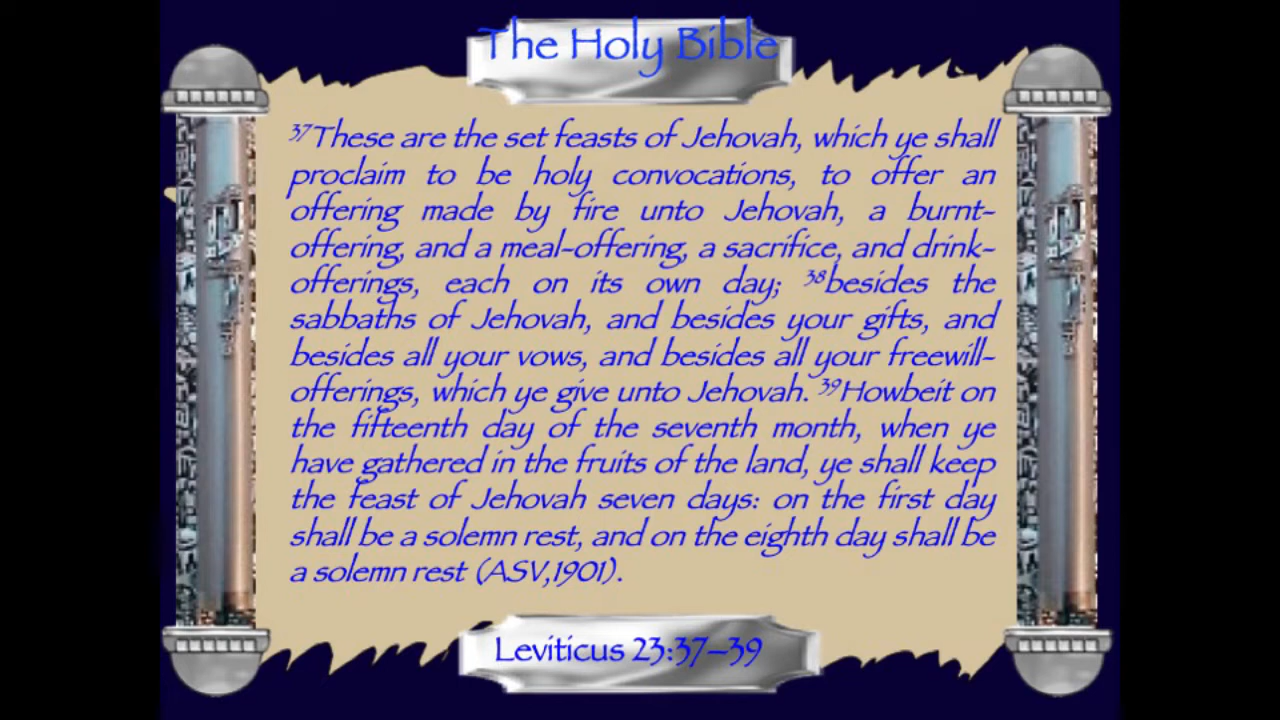 The Holy Bible
³⁷These are the set feasts of Jehovah, which ye shall
proclaim to be holy convocations, to offer an
offering made by fire unto Jehovah, a burnt-
offering, and a meal-offering, a sacrifice, and drink-
offerings, each on its own day; ³⁸besides the
sabbaths of Jehovah, and besides your gifts, and
besides all your vows, and besides all your freewill-
offerings, which ye give unto Jehovah. ³⁹Howbeit on
the fifteenth day of the seventh month, when ye
have gathered in the fruits of the land, ye shall keep
the feast of Jehovah seven days: on the first day
shall be a solemn rest, and on the eighth day shall be
a solemn rest (ASV,1901).
Leviticus 23:37–39